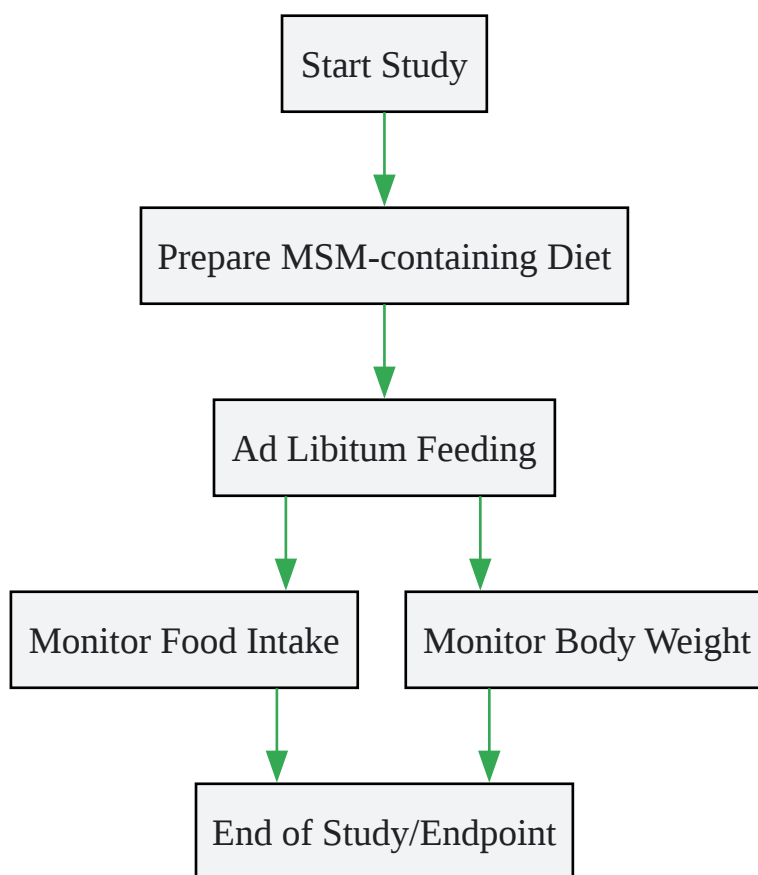 Start Study
Prepare MSM-containing Diet
Ad Libitum Feeding
Monitor Food Intake
Monitor Body Weight
End of Study/Endpoint